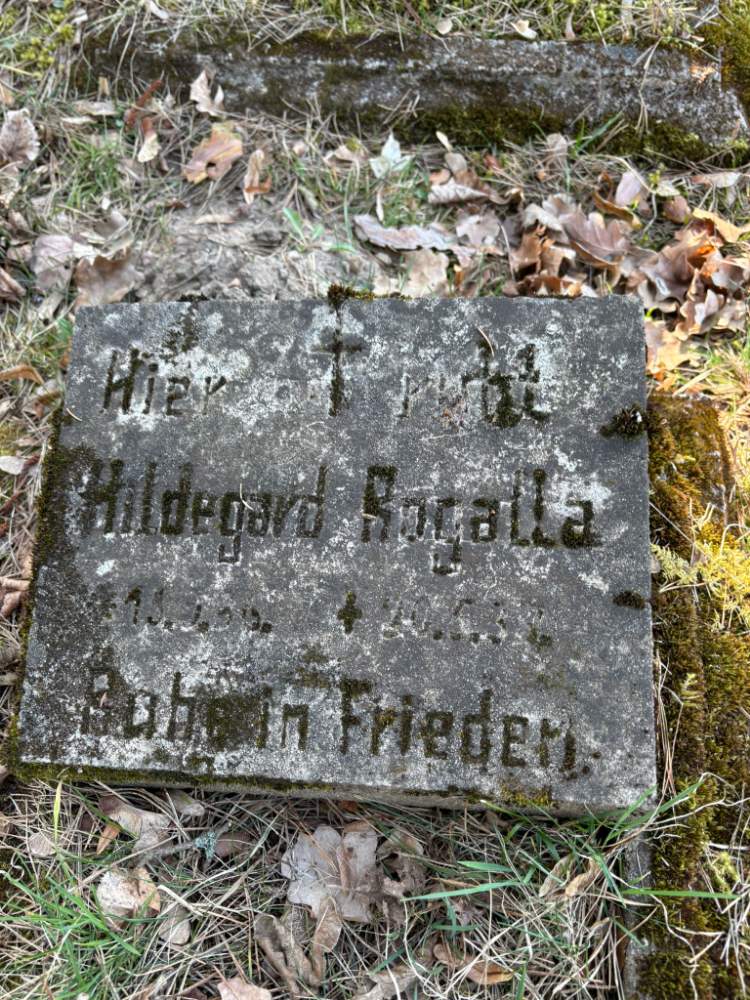 Hier ruht
Hildegard Rogalla
Ruhe in Frieden.